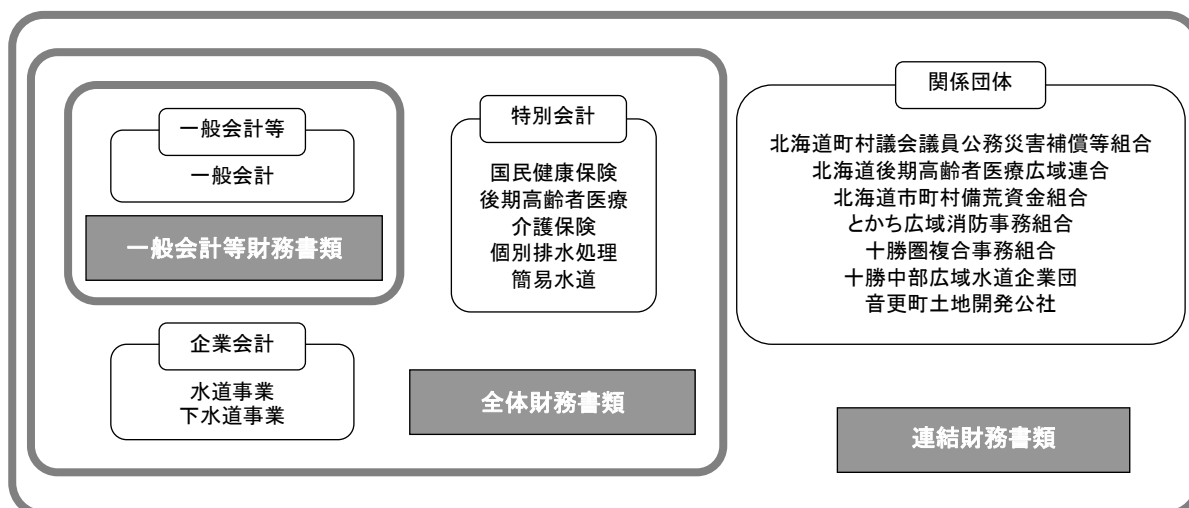 一般会計等
一般会計
一般会計等財務書類
企業会計
水道事業
下水道事業
特別会計
国民健康保険
後期高齢者医療
介護保険
個別排水処理
簡易水道
全体財務書類
関係団体
北海道町村議会議員公務災害補償等組合
北海道後期高齢者医療広域連合
北海道市町村備荒資金組合
とかち広域消防事務組合
十勝圏複合事務組合
十勝中部広域水道企業団
音更町土地開発公社
連結財務書類